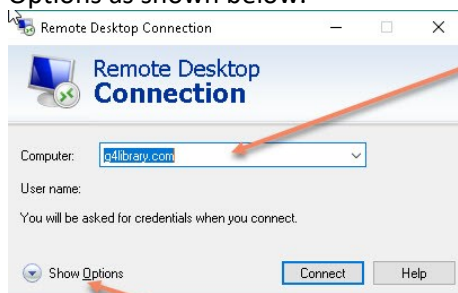 Options as shown below.
Remote Desktop Connection
Remote Desktop
Connection
Computer: g4library.com
User name:
You will be asked for credentials when you connect.
Show Options Connect Help